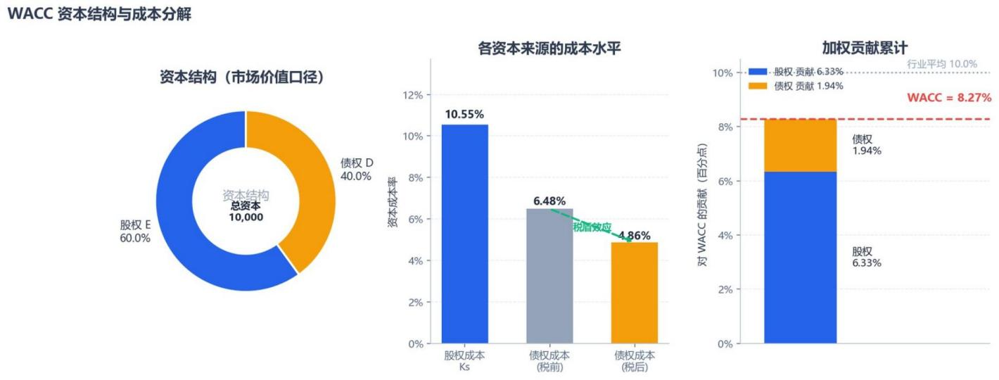 WACC 资本结构与成本分解
资本结构（市场价值口径）
债权 D
40.0%
资本结构
总资本
10,000
股权 E
60.0%
各资本来源的成本水平
资本成本率
12%
10%
8%
6%
4%
2%
0%
10.55%
6.48%
税盾效应
4.86%
股权成本
Ks
债权成本
(税前)
债权成本
(税后)
加权贡献累计
对 WACC 的贡献（百分点）
10%
8%
6%
4%
2%
0%
行业平均 10.0%
股权 贡献 6.33%
债权 贡献 1.94%
WACC = 8.27%
债权
1.94%
股权
6.33%